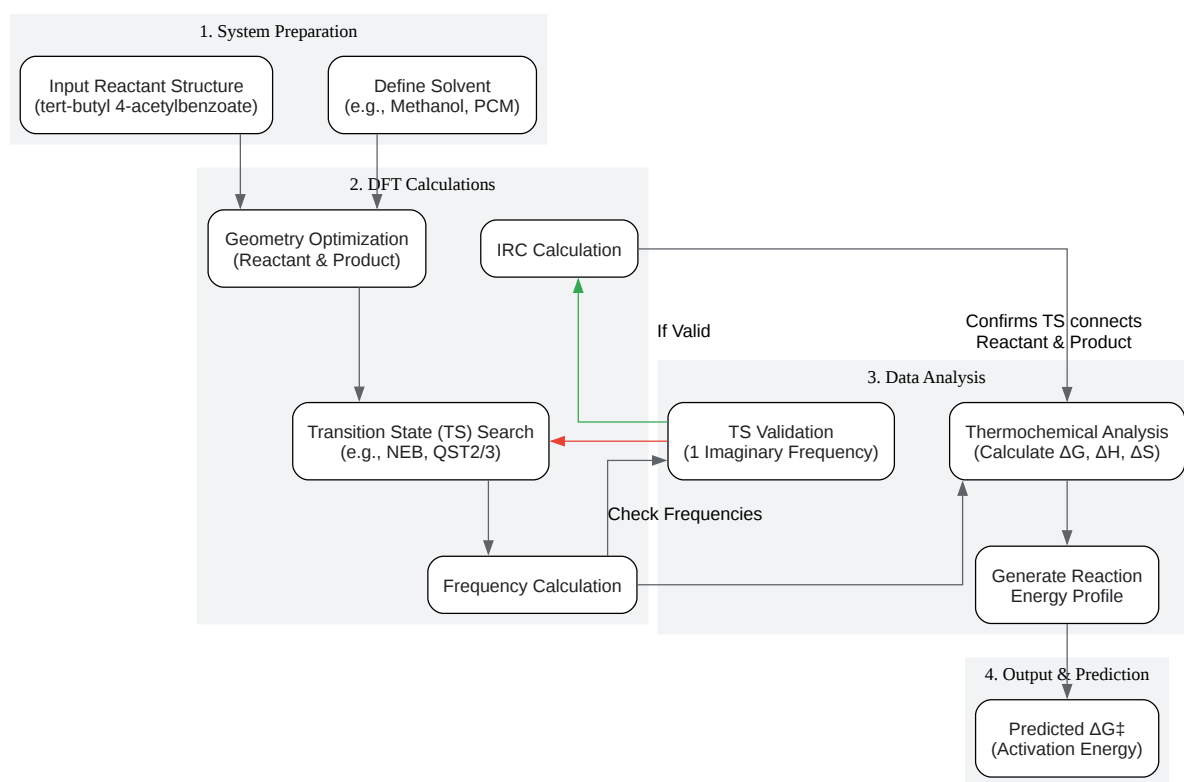 1. System Preparation
Input Reactant Structure
(tert-butyl 4-acetylbenzoate)
Define Solvent
(e.g., Methanol, PCM)
2. DFT Calculations
Geometry Optimization
(Reactant & Product)
IRC Calculation
If Valid
Confirms TS connects
Reactant & Product
3. Data Analysis
Transition State (TS) Search
(e.g., NEB, QST2/3)
TS Validation
(1 Imaginary Frequency)
Thermochemical Analysis
(Calculate ΔG, ΔH, ΔS)
Check Frequencies
Frequency Calculation
Generate Reaction
Energy Profile
4. Output & Prediction
Predicted ΔG‡
(Activation Energy)